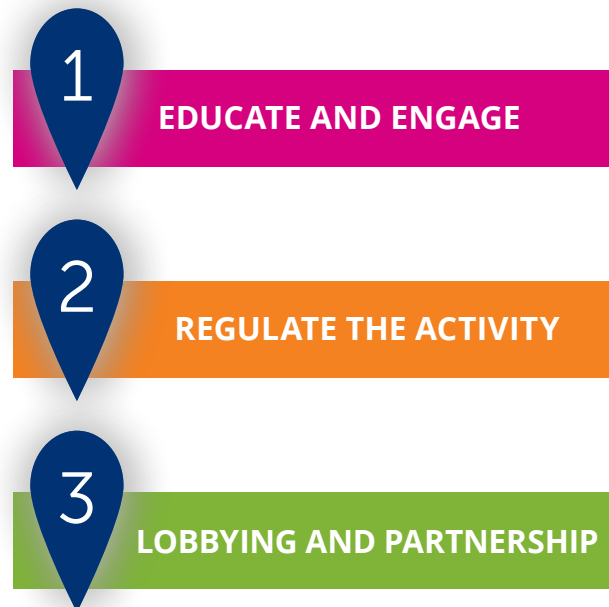 1
EDUCATE AND ENGAGE
2
REGULATE THE ACTIVITY
3
LOBBYING AND PARTNERSHIP